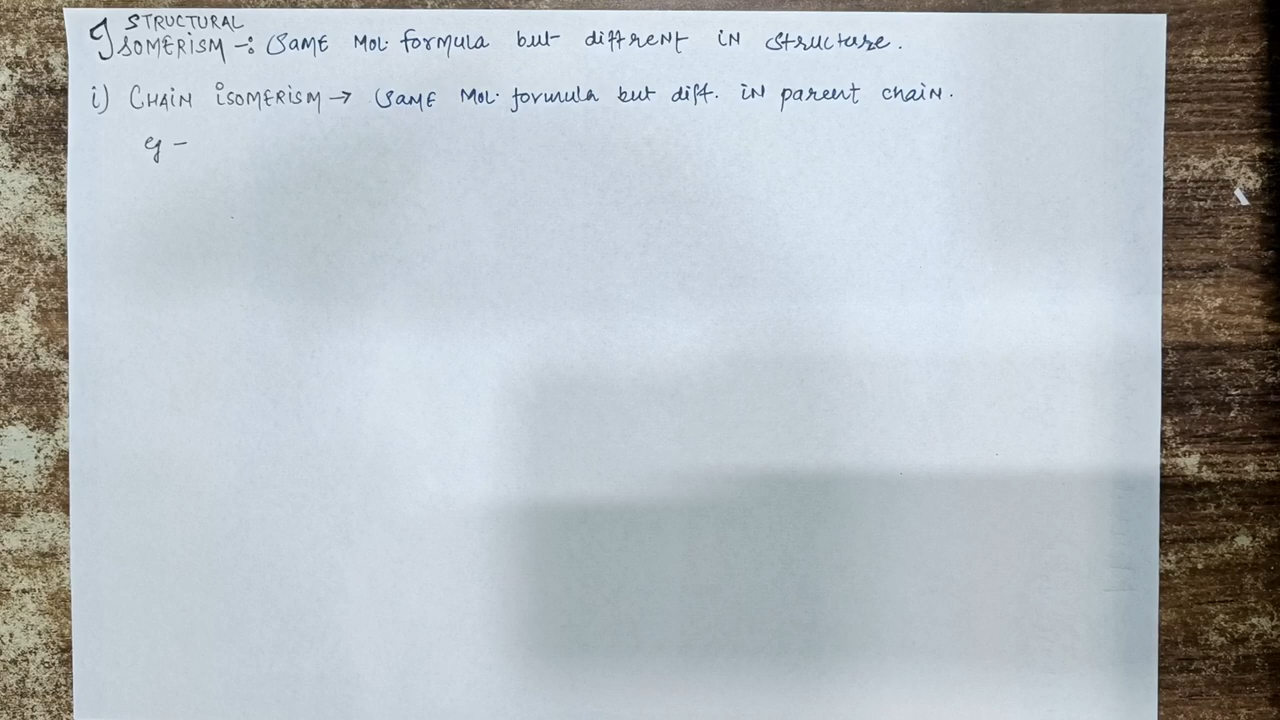 STRUCTURAL
ISOMERISM -: SAME MOL. formula but diffrent IN structure.
i) CHAIN ISOMERISM → SAME MOL. formula but diff. IN parent chain.
eg -